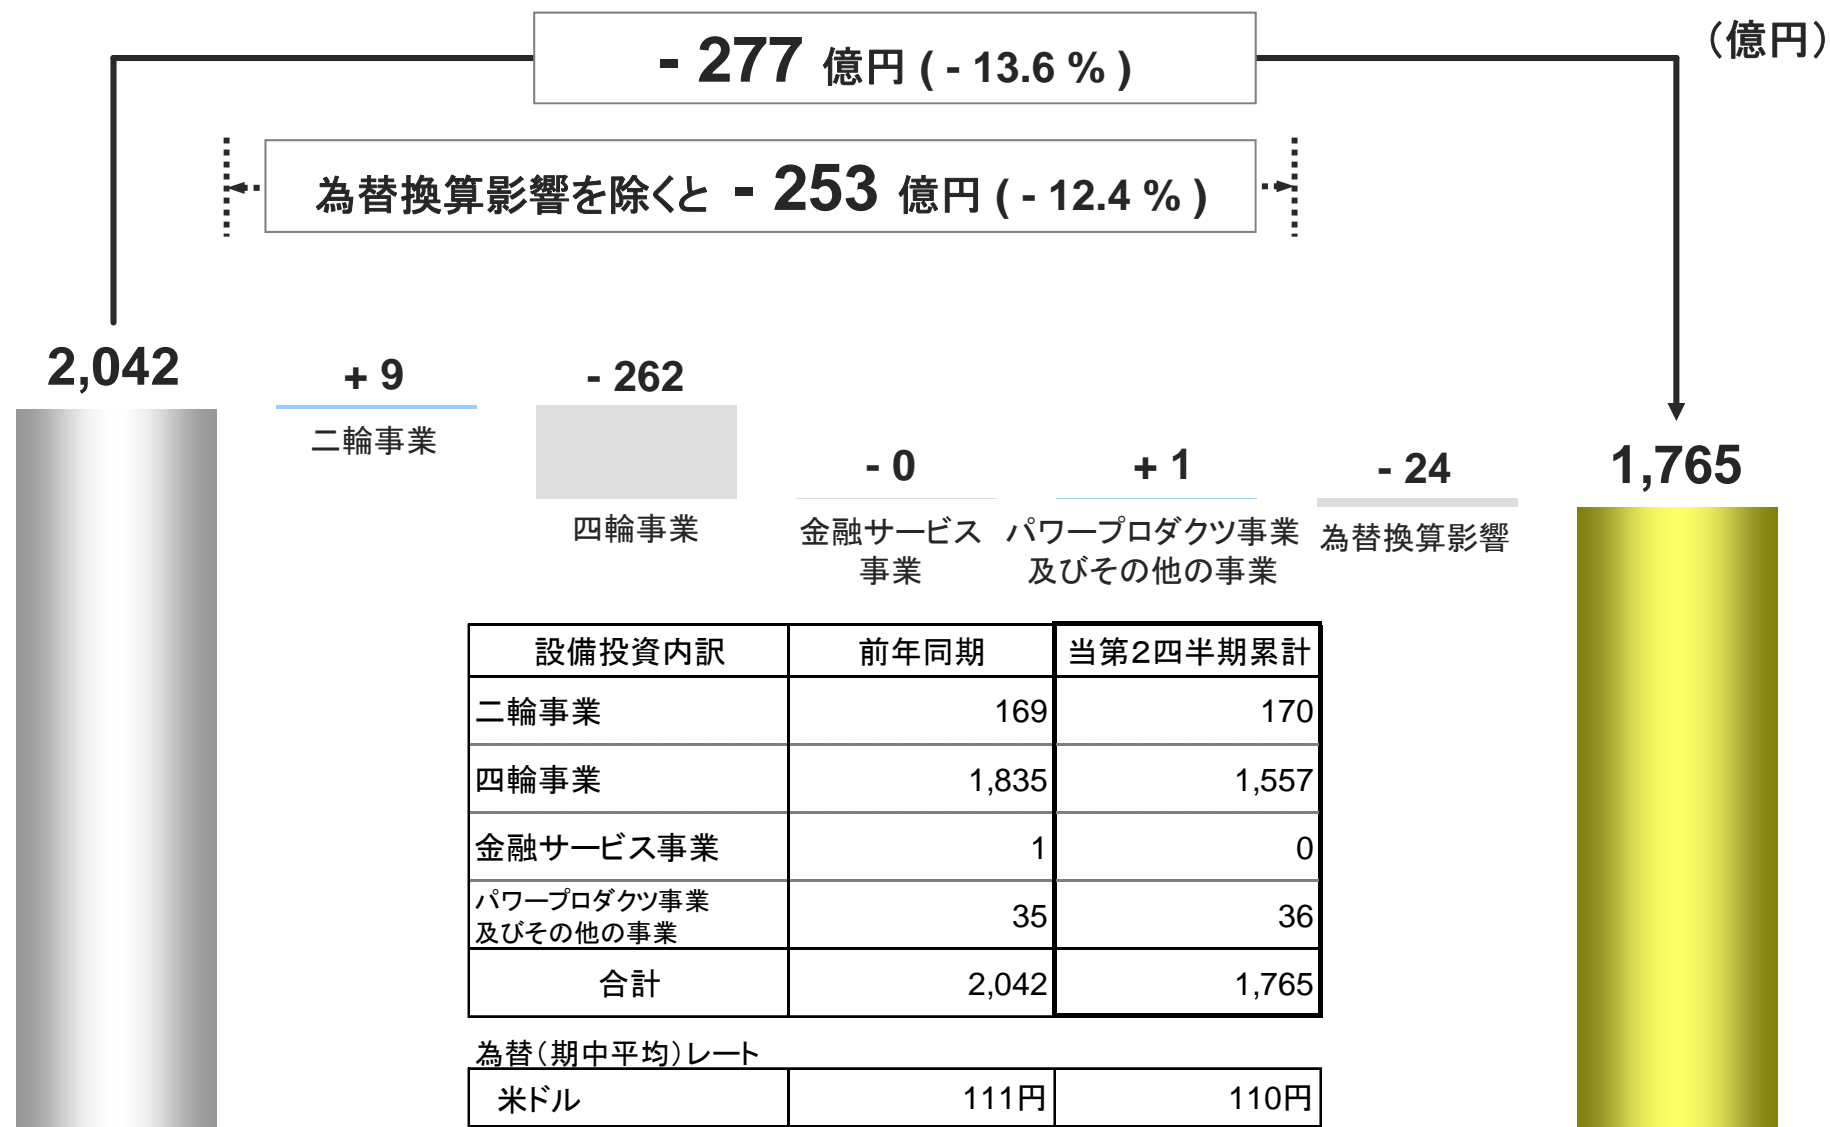 - 277 億円 ( - 13.6 % )
（億円）
為替換算影響を除くと - 253 億円 ( - 12.4 % )
2,042
+ 9
二輪事業
- 262
四輪事業
- 0
金融サービス
事業
+ 1
パワープロダクツ事業
及びその他の事業
- 24
為替換算影響
1,765
設備投資内訳 前年同期 当第２四半期累計
二輪事業 169 170
四輪事業 1,835 1,557
金融サービス事業 1 0
パワープロダクツ事業
及びその他の事業 35 36
合計 2,042 1,765
為替（期中平均）レート
米ドル 111円 110円